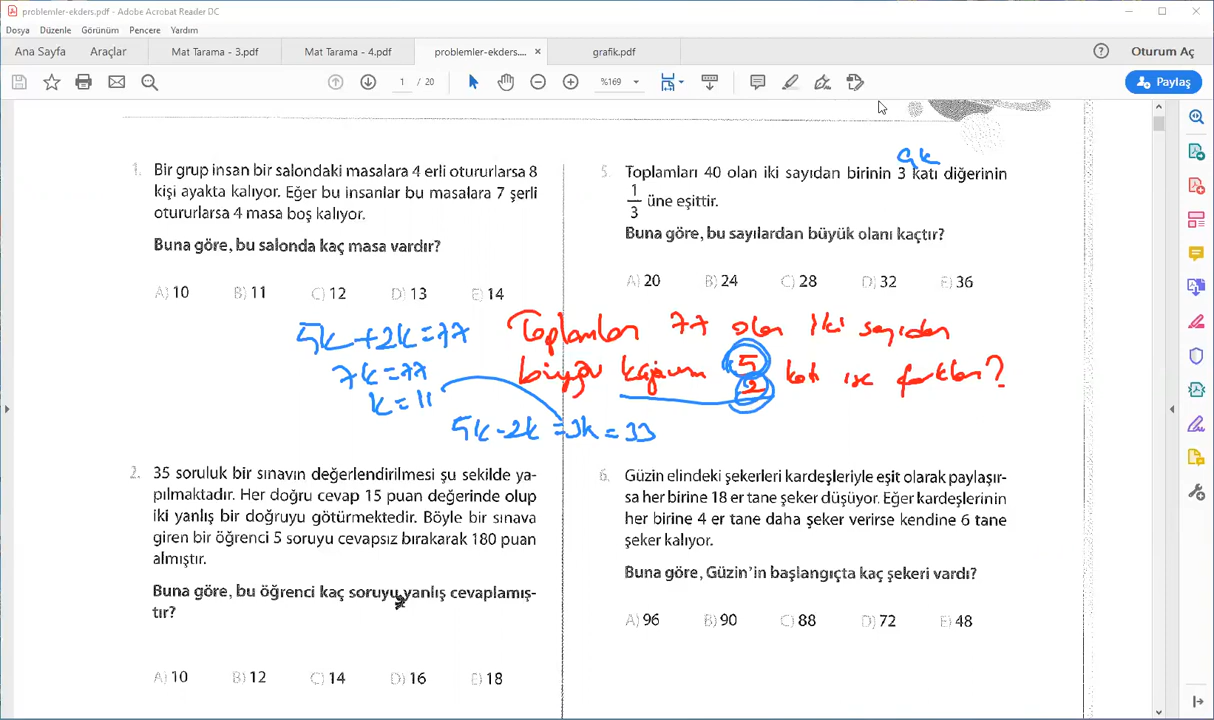 problemler-ekders.pdf - Adobe Acrobat Reader DC
Dosya Düzenle Görünüm Pencere Yardım
Ana Sayfa Araçlar Mat Tarama - 3.pdf Mat Tarama - 4.pdf problemler-ekders.... × grafik.pdf Oturum Aç
1 / 20 %169 Paylaş
1. Bir grup insan bir salondaki masalara 4 erli otururlarsa 8
kişi ayakta kalıyor. Eğer bu insanlar bu masalara 7 şerli
otururlarsa 4 masa boş kalıyor.
Buna göre, bu salonda kaç masa vardır?
A) 10 B) 11 C) 12 D) 13 E) 14
5k+2k=77
7k=77
k=11
5k-2k=3k=33
Toplamları 77 olan iki sayıdan
büyüğü küçüğünün 5/2 katı ise farkları?
2. 35 soruluk bir sınavın değerlendirilmesi şu sekilde ya-
pılmaktadır. Her doğru cevap 15 puan değerinde olup
iki yanlış bir doğruyu götürmektedir. Böyle bir sınava
giren bir öğrenci 5 soruyu cevapsız bırakarak 180 puan
almıştır.
Buna göre, bu öğrenci kaç soruyu yanlış cevaplamış-
tır?
A) 10 B) 12 C) 14 D) 16 E) 18
9k
5. Toplamları 40 olan iki sayıdan birinin 3 katı diğerinin
1/3 üne eşittir.
Buna göre, bu sayılardan büyük olanı kaçtır?
A) 20 B) 24 C) 28 D) 32 E) 36
6. Güzin elindeki şekerleri kardeşleriyle eşit olarak paylaşır-
sa her birine 18 er tane şeker düşüyor. Eğer kardeşlerinin
her birine 4 er tane daha şeker verirse kendine 6 tane
şeker kalıyor.
Buna göre, Güzin'in başlangıçta kaç şekeri vardı?
A) 96 B) 90 C) 88 D) 72 E) 48